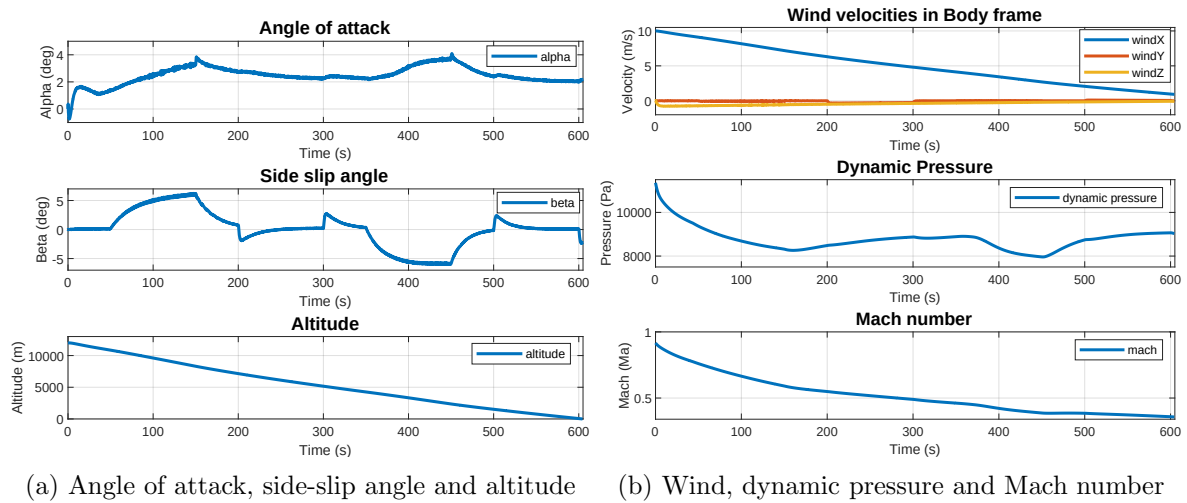 Angle of attack
Alpha (deg)
4
2
0
alpha
0 100 200 300 400 500 600
Time (s)
Side slip angle
Beta (deg)
5
0
-5
beta
0 100 200 300 400 500 600
Time (s)
Altitude
Altitude (m)
10000
5000
0
altitude
0 100 200 300 400 500 600
Time (s)
(a) Angle of attack, side-slip angle and altitude
Wind velocities in Body frame
Velocity (m/s)
10
5
0
windX
windY
windZ
0 100 200 300 400 500 600
Time (s)
Dynamic Pressure
Pressure (Pa)
10000
8000
dynamic pressure
0 100 200 300 400 500 600
Time (s)
Mach number
Mach (Ma)
1
0.5
mach
0 100 200 300 400 500 600
Time (s)
(b) Wind, dynamic pressure and Mach number